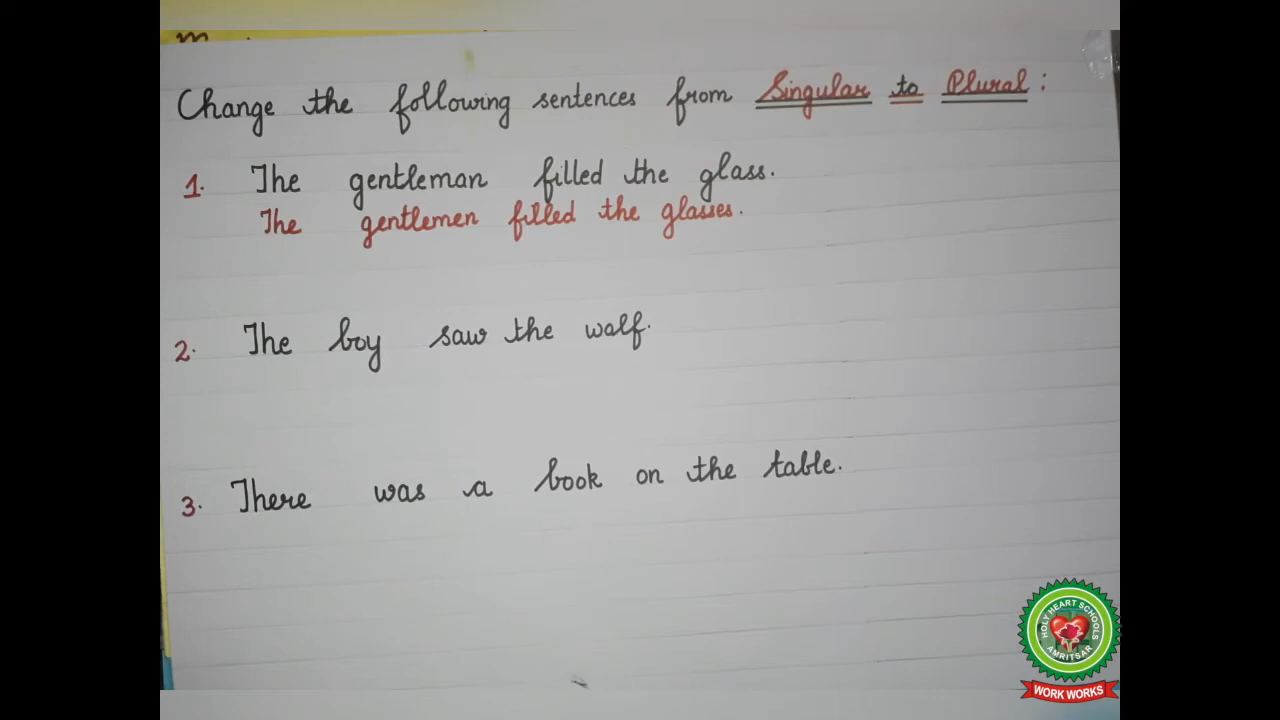 Change the following sentences from Singular to Plural:
1. The gentleman filled the glass.
The gentlemen filled the glasses.
2. The boy saw the wolf.
3. There was a book on the table.
HOLY HEART SCHOOLS
AMRITSAR
WORK WORKS